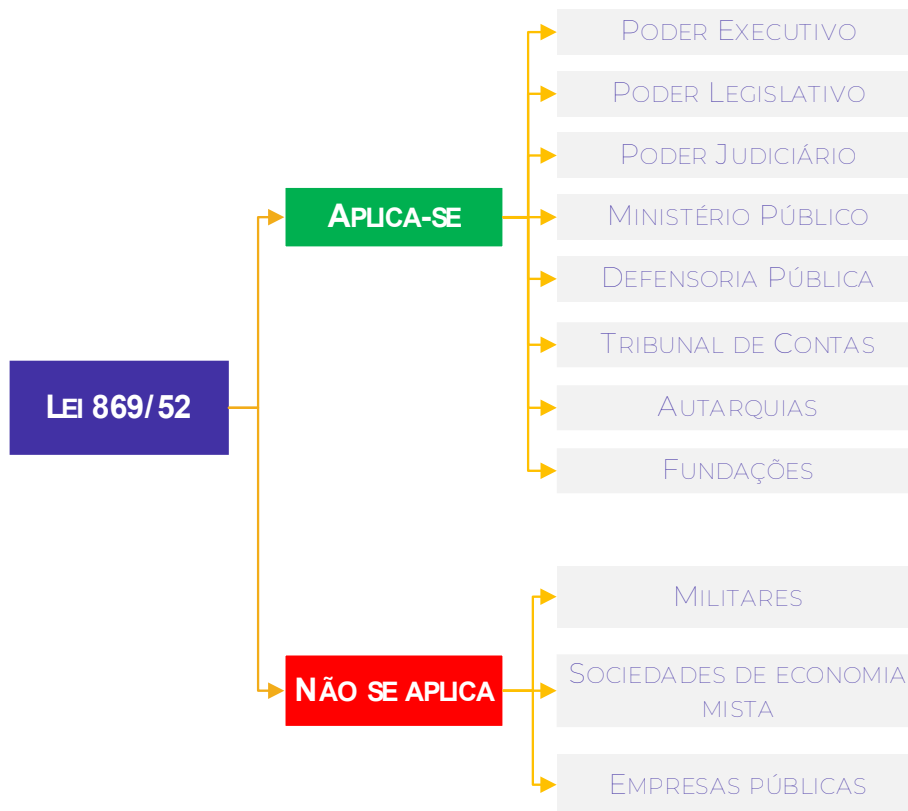 PODER EXECUTIVO
PODER LEGISLATIVO
PODER JUDICIÁRIO
APLICA-SE
MINISTÉRIO PÚBLICO
DEFENSORIA PÚBLICA
TRIBUNAL DE CONTAS
LEI 869/52
AUTARQUIAS
FUNDAÇÕES
MILITARES
NÃO SE APLICA
SOCIEDADES DE ECONOMIA
MISTA
EMPRESAS PÚBLICAS